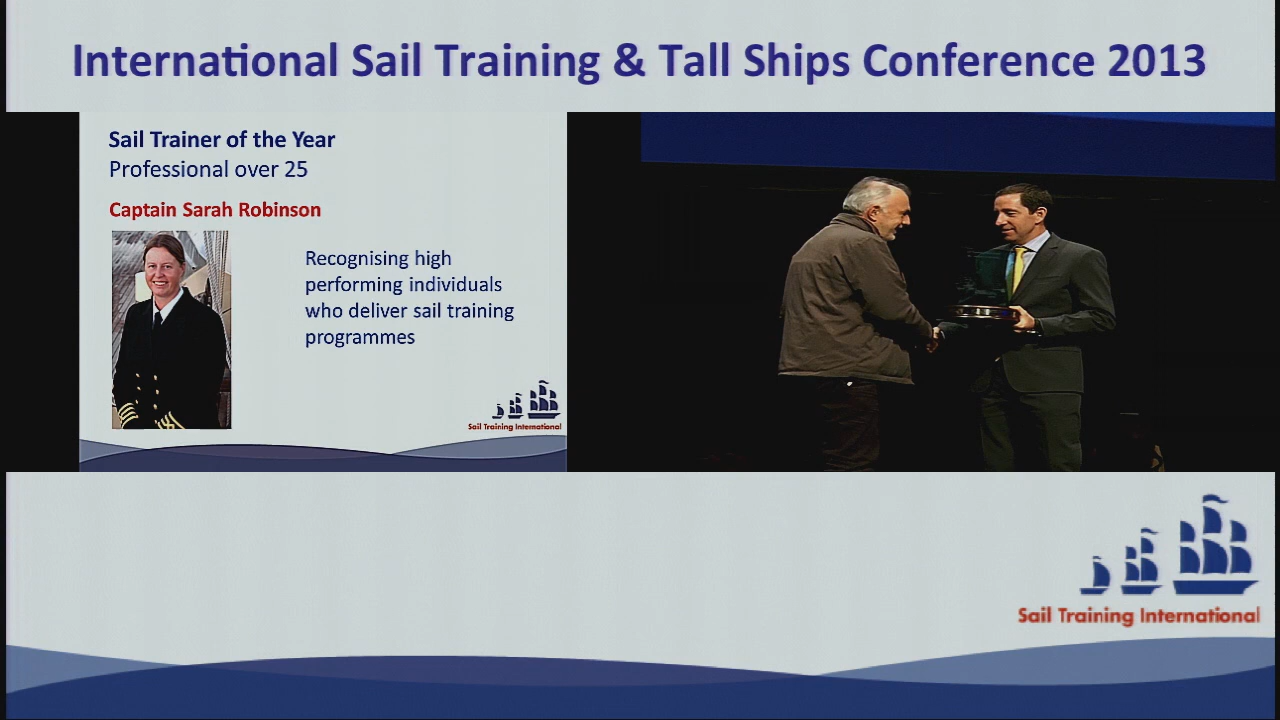 International Sail Training & Tall Ships Conference 2013
Sail Trainer of the Year
Professional over 25
Captain Sarah Robinson
Recognising high
performing individuals
who deliver sail training
programmes
Sail Training International
Sail Training International